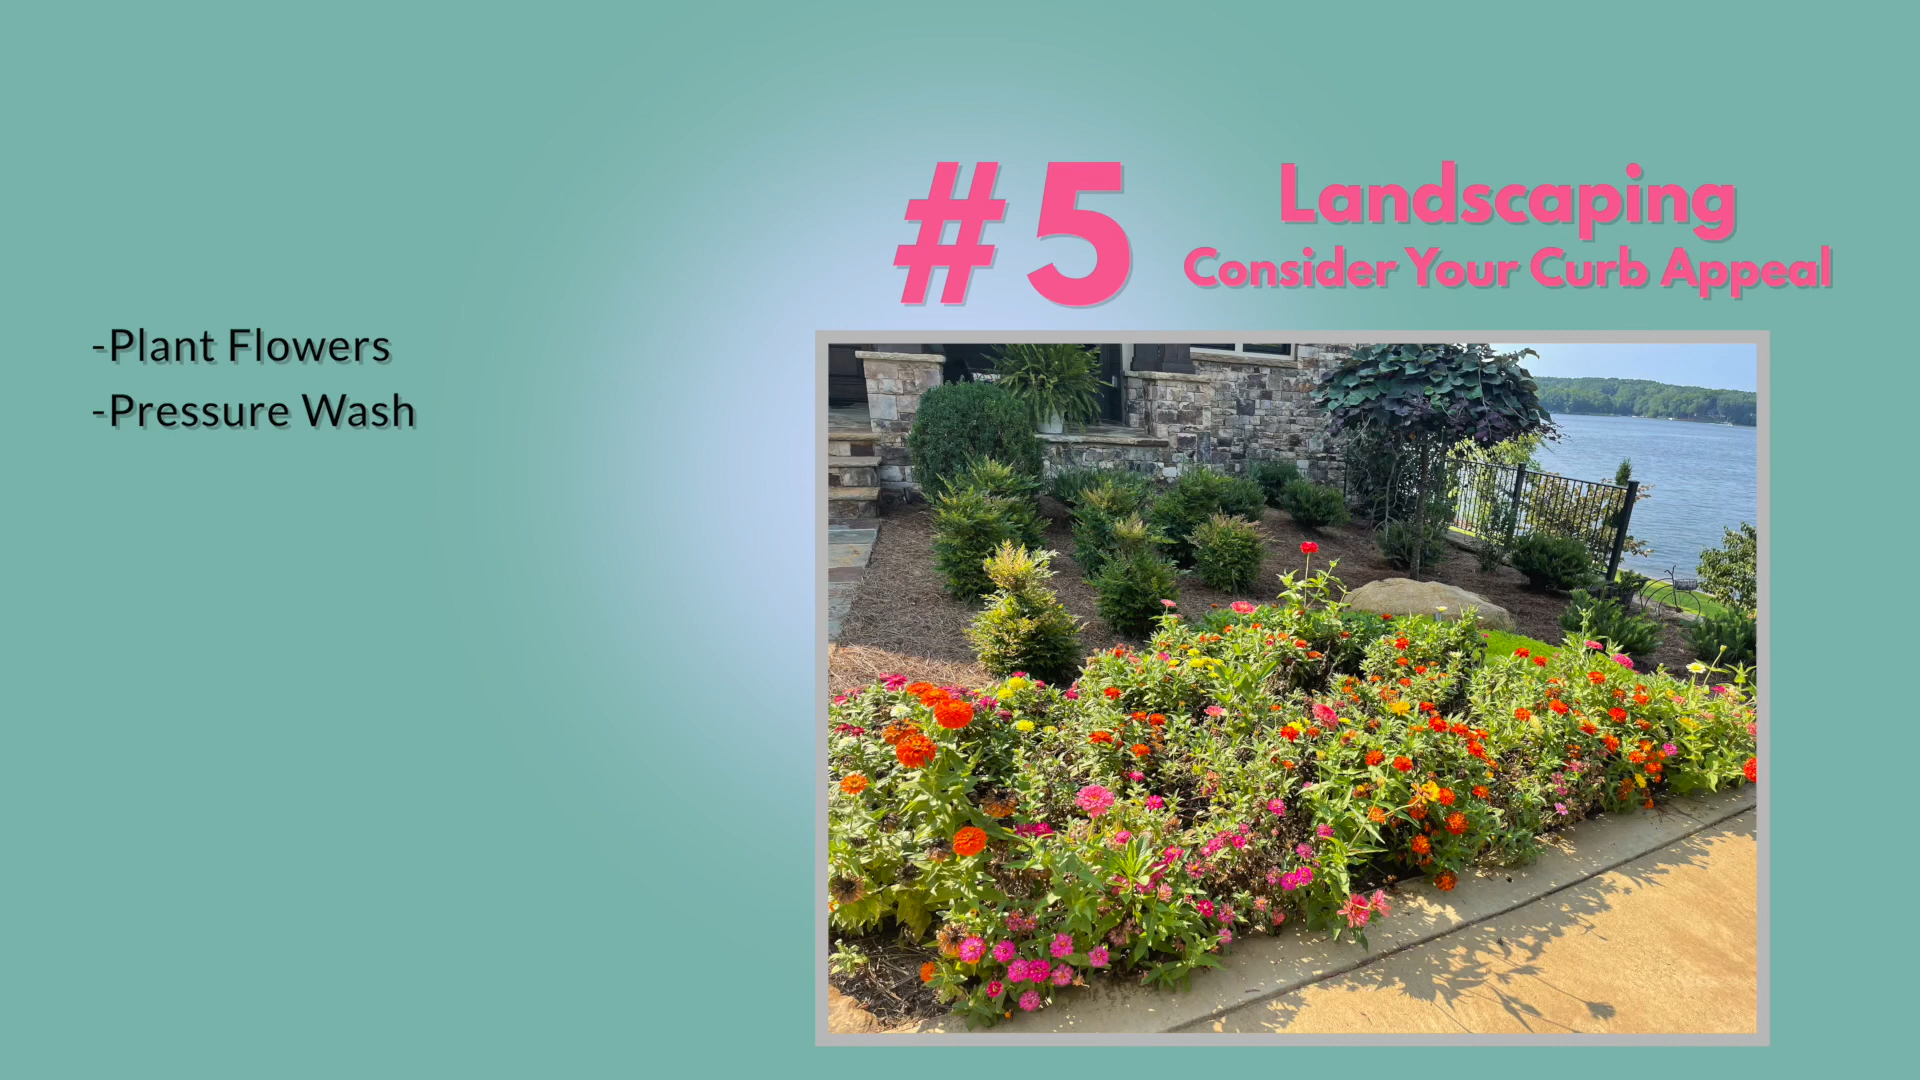 #5
Landscaping
Consider Your Curb Appeal
-Plant Flowers
-Pressure Wash